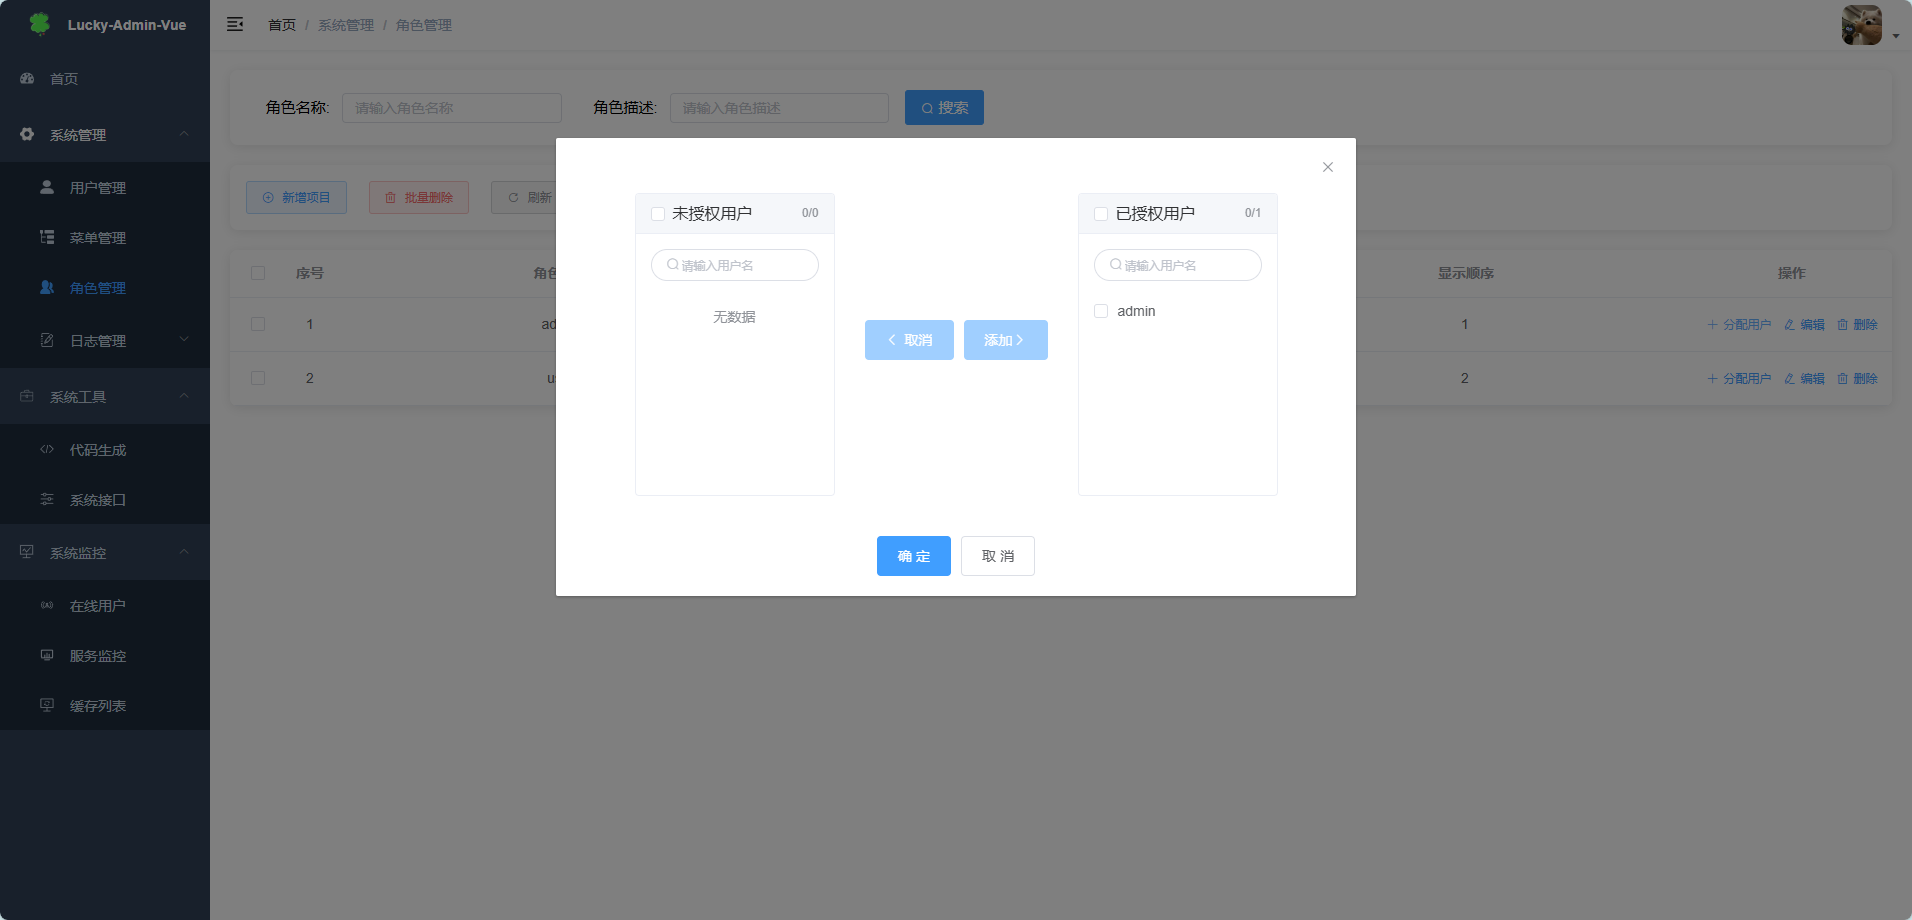 Lucky-Admin-Vue
首页 / 系统管理 / 角色管理
首页
系统管理
用户管理
菜单管理
角色管理
日志管理
系统工具
代码生成
系统接口
系统监控
在线用户
服务监控
缓存列表
角色名称: 请输入角色名称 角色描述: 请输入角色描述 搜索
新增项目 批量删除 刷新
序号 角色 显示顺序 操作
1 ad 1 分配用户 编辑 删除
2 u 2 分配用户 编辑 删除
未授权用户 0/0
请输入用户名
无数据
取消 添加
已授权用户 0/1
请输入用户名
admin
确 定 取 消